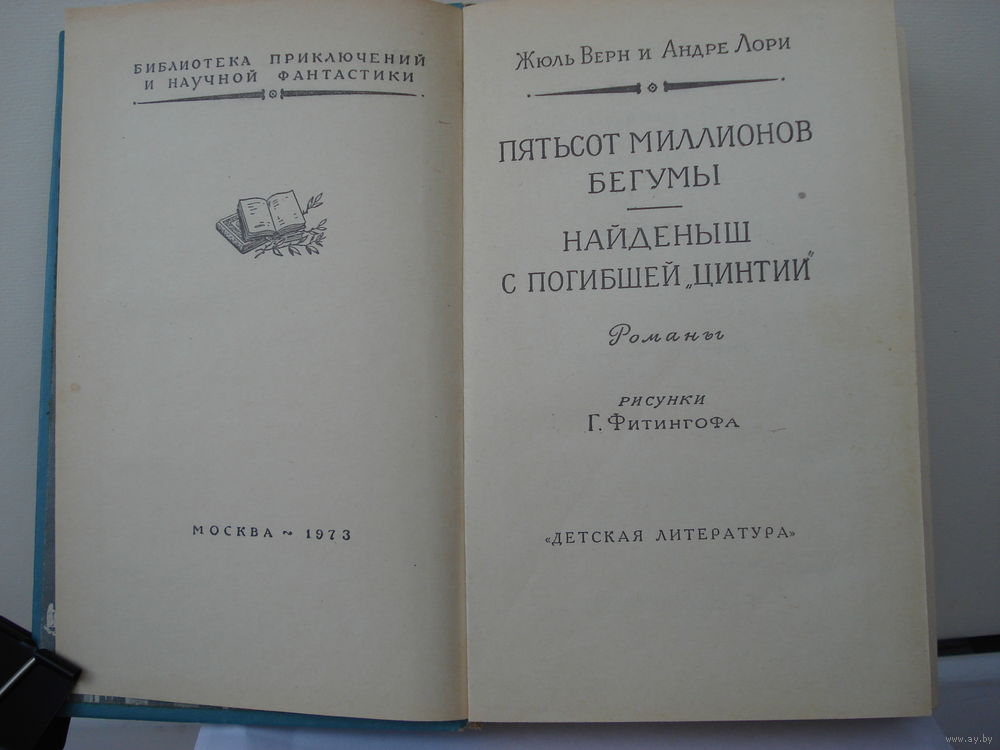 БИБЛИОТЕКА ПРИКЛЮЧЕНИЙ
И НАУЧНОЙ ФАНТАСТИКИ
МОСКВА ~ 1973
Жюль Верн и Андре Лори
ПЯТЬСОТ МИЛЛИОНОВ
БЕГУМЫ
НАЙДЕНЫШ
С ПОГИБШЕЙ „ЦИНТИИ"
Романы
РИСУНКИ
Г. Фитингофа
«ДЕТСКАЯ ЛИТЕРАТУРА»
www.ay.by